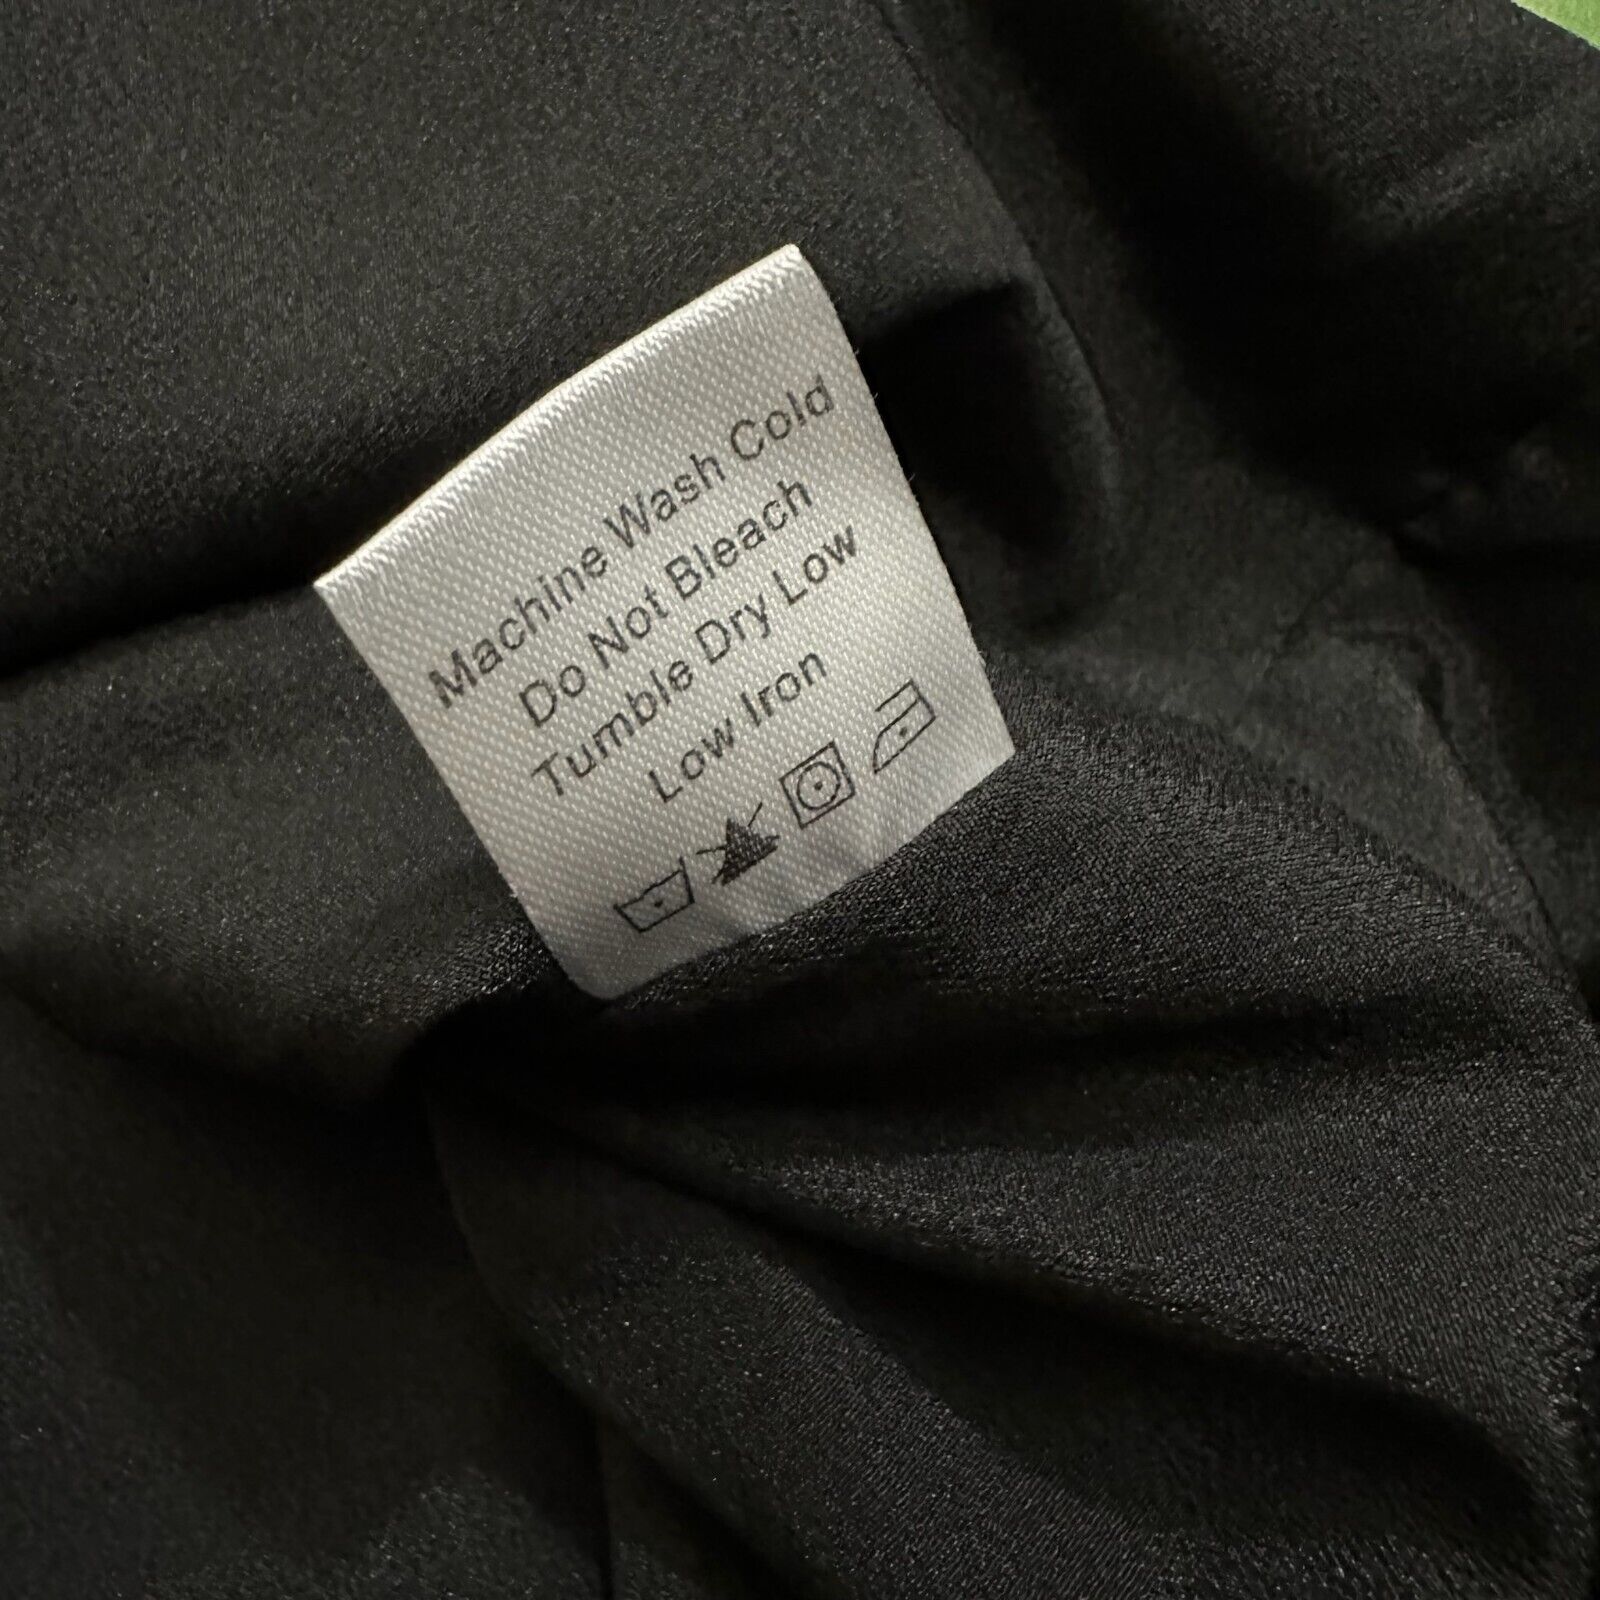 Machine Wash Cold
Do Not Bleach
Tumble Dry Low
Low Iron